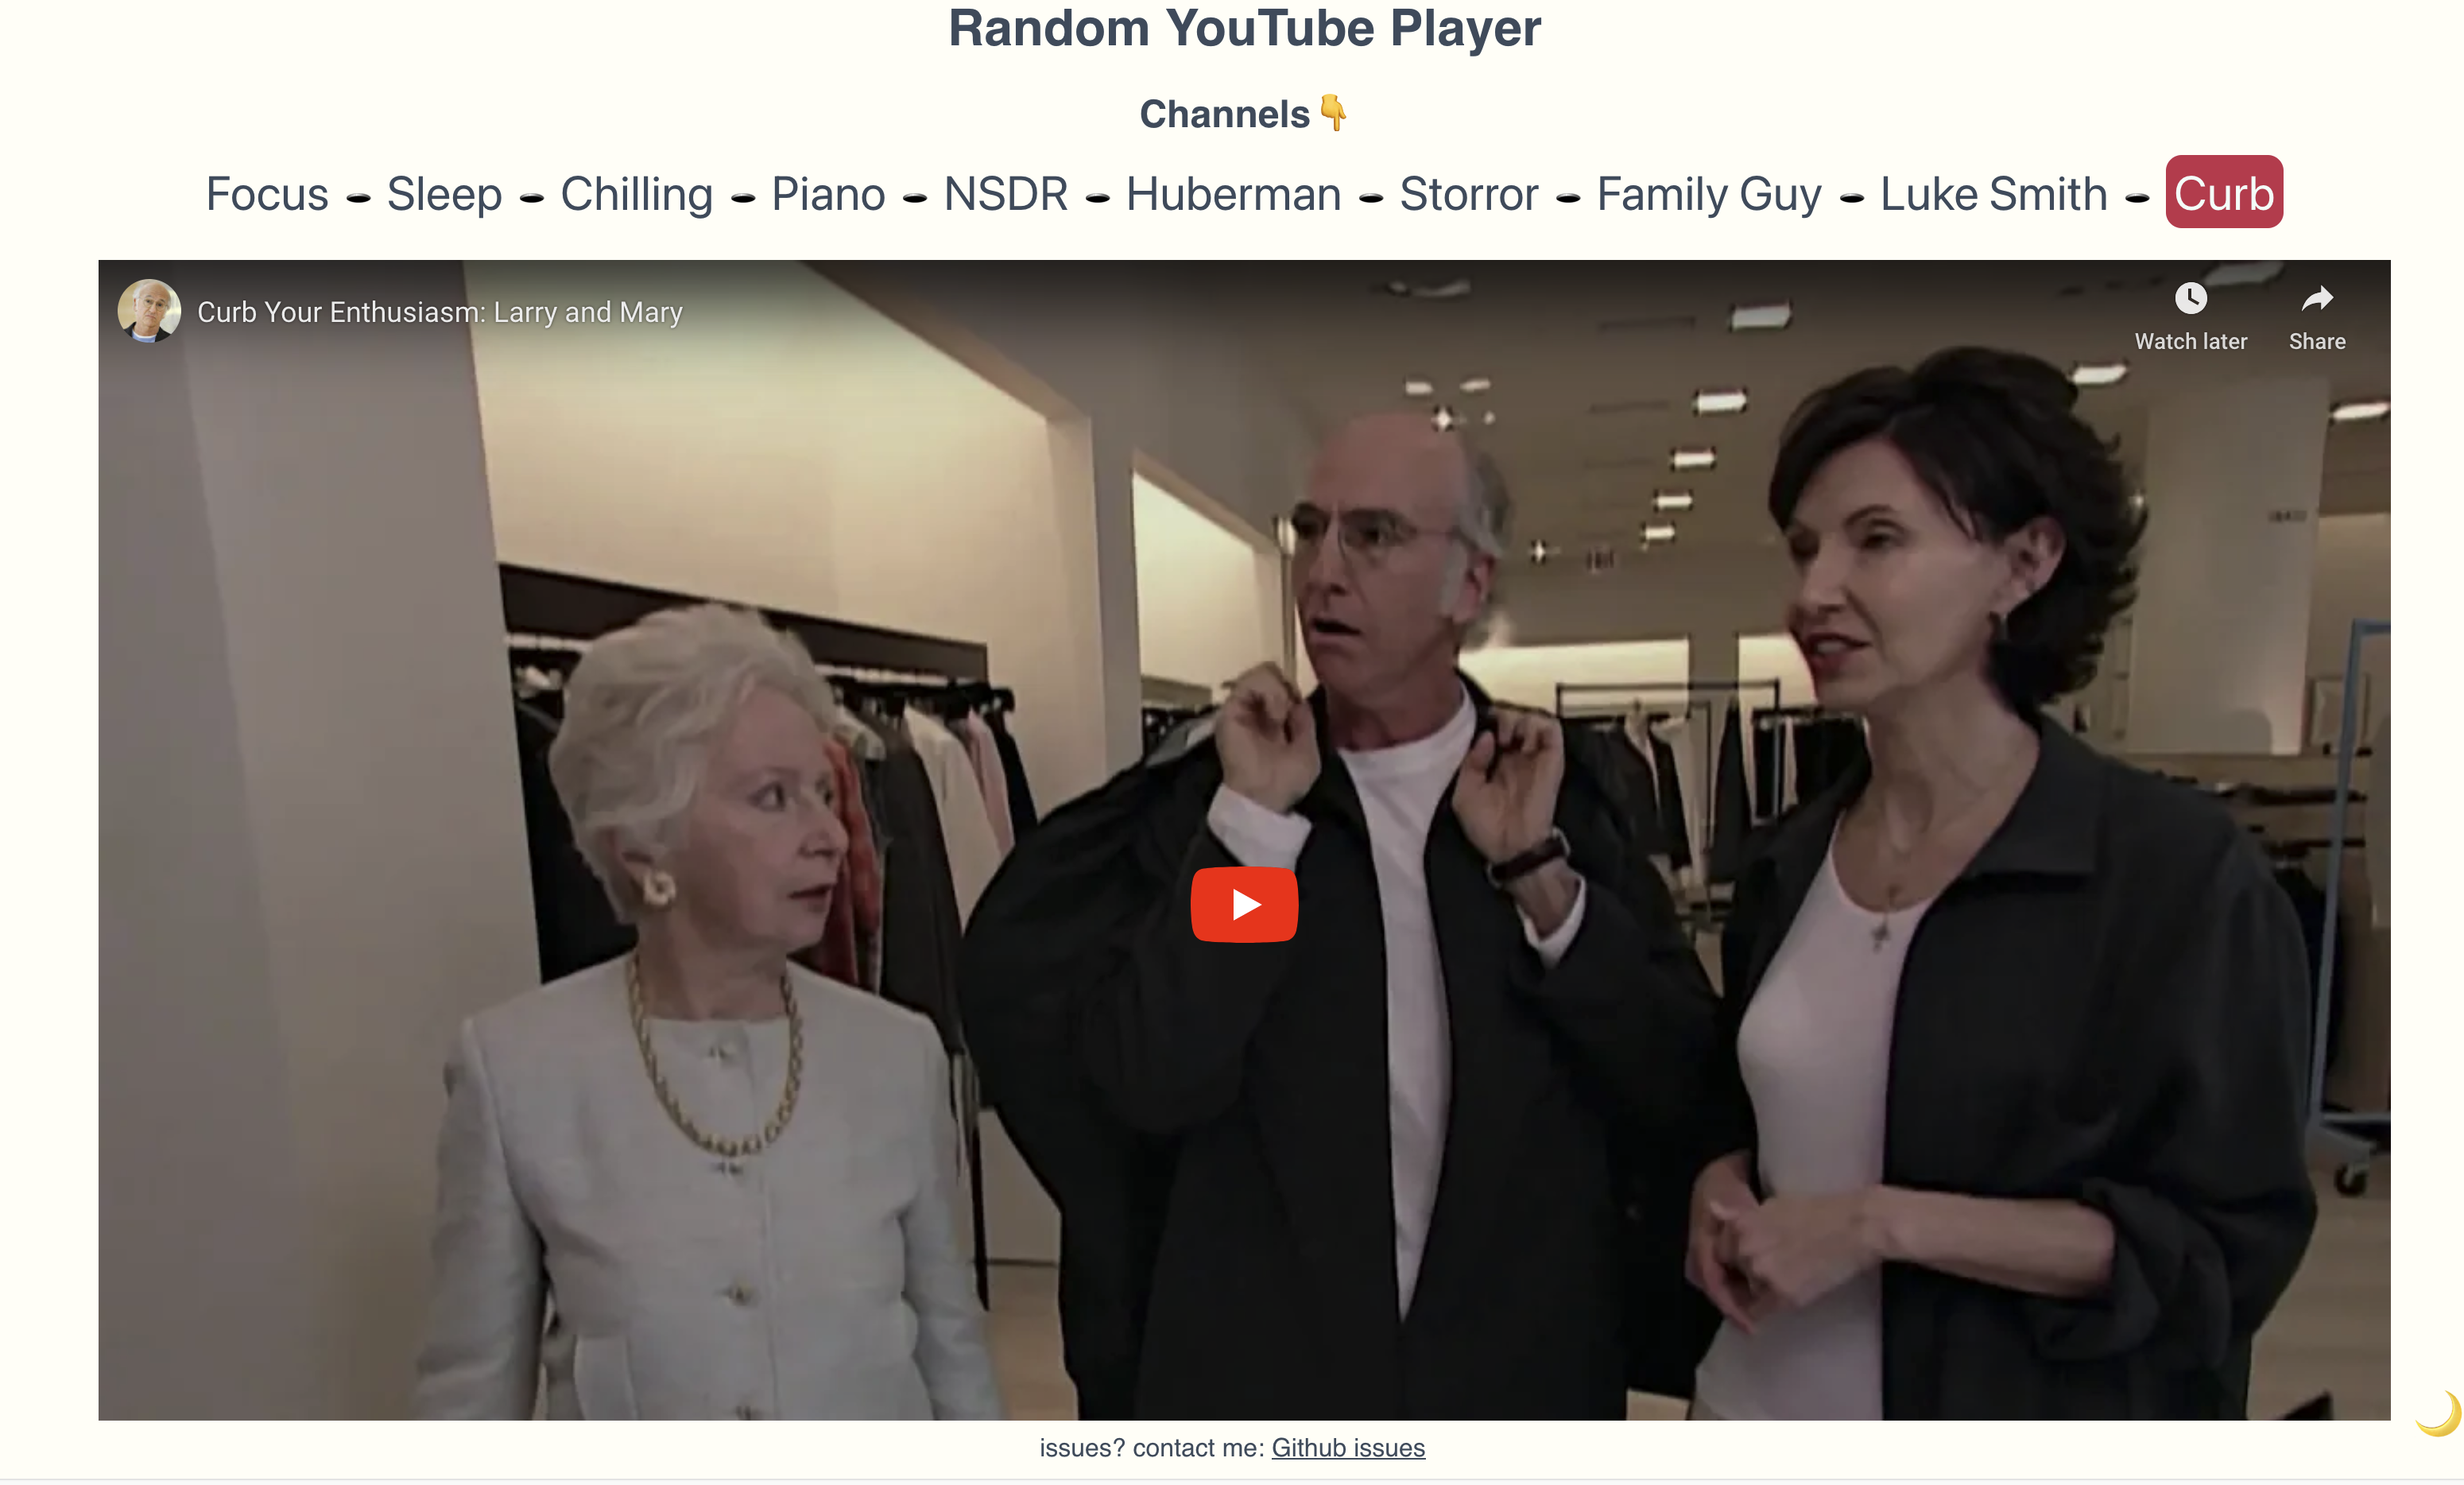 Random YouTube Player
Channels👇
Focus 🕳 Sleep 🕳 Chilling 🕳 Piano 🕳 NSDR 🕳 Huberman 🕳 Storror 🕳 Family Guy 🕳 Luke Smith 🕳 Curb
Curb Your Enthusiasm: Larry and Mary
Watch later
Share
issues? contact me: Github issues